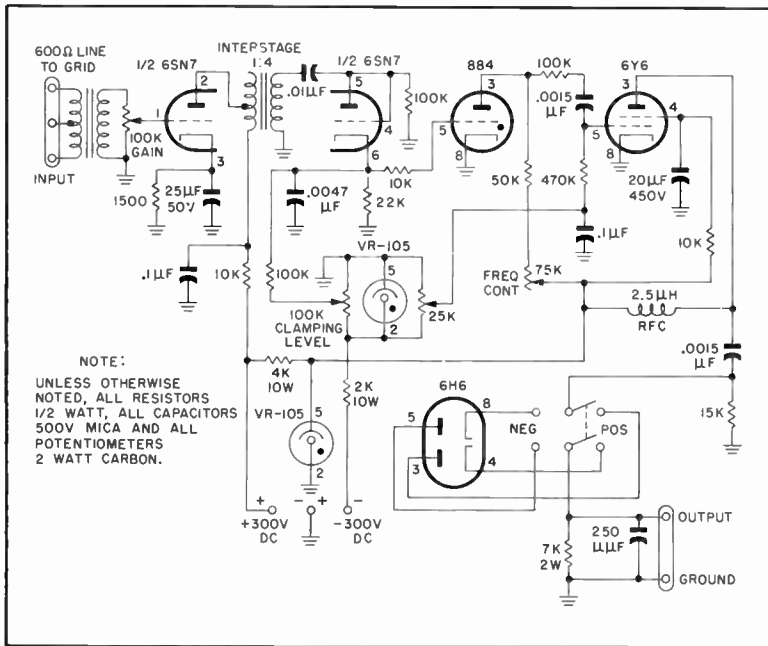 600Ω LINE
TO GRID
INPUT
100K
GAIN
1/2 6SN7
2
1
3
1500
25µF
50V
.1µF
10K
INTERSTAGE
1:4
.01µF
1/2 6SN7
5
4
6
100K
10K
.0047
µF
22K
100K
VR-105
5
2
100K
CLAMPING
LEVEL
25K
884
3
5
8
50K
100K
.0015
µF
470K
.1µF
FREQ
CONT
75K
6Y6
3
4
5
8
20µF
450V
10K
2.5µH
RFC
.0015
µF
15K
4K
10W
VR-105
5
2
2K
10W
+
+300V
DC
- +
-
-300V
DC
6H6
5
3
8
4
NEG
POS
7K
2W
250
µµF
OUTPUT
GROUND
NOTE:
UNLESS OTHERWISE
NOTED, ALL RESISTORS
1/2 WATT, ALL CAPACITORS
500V MICA AND ALL
POTENTIOMETERS
2 WATT CARBON.